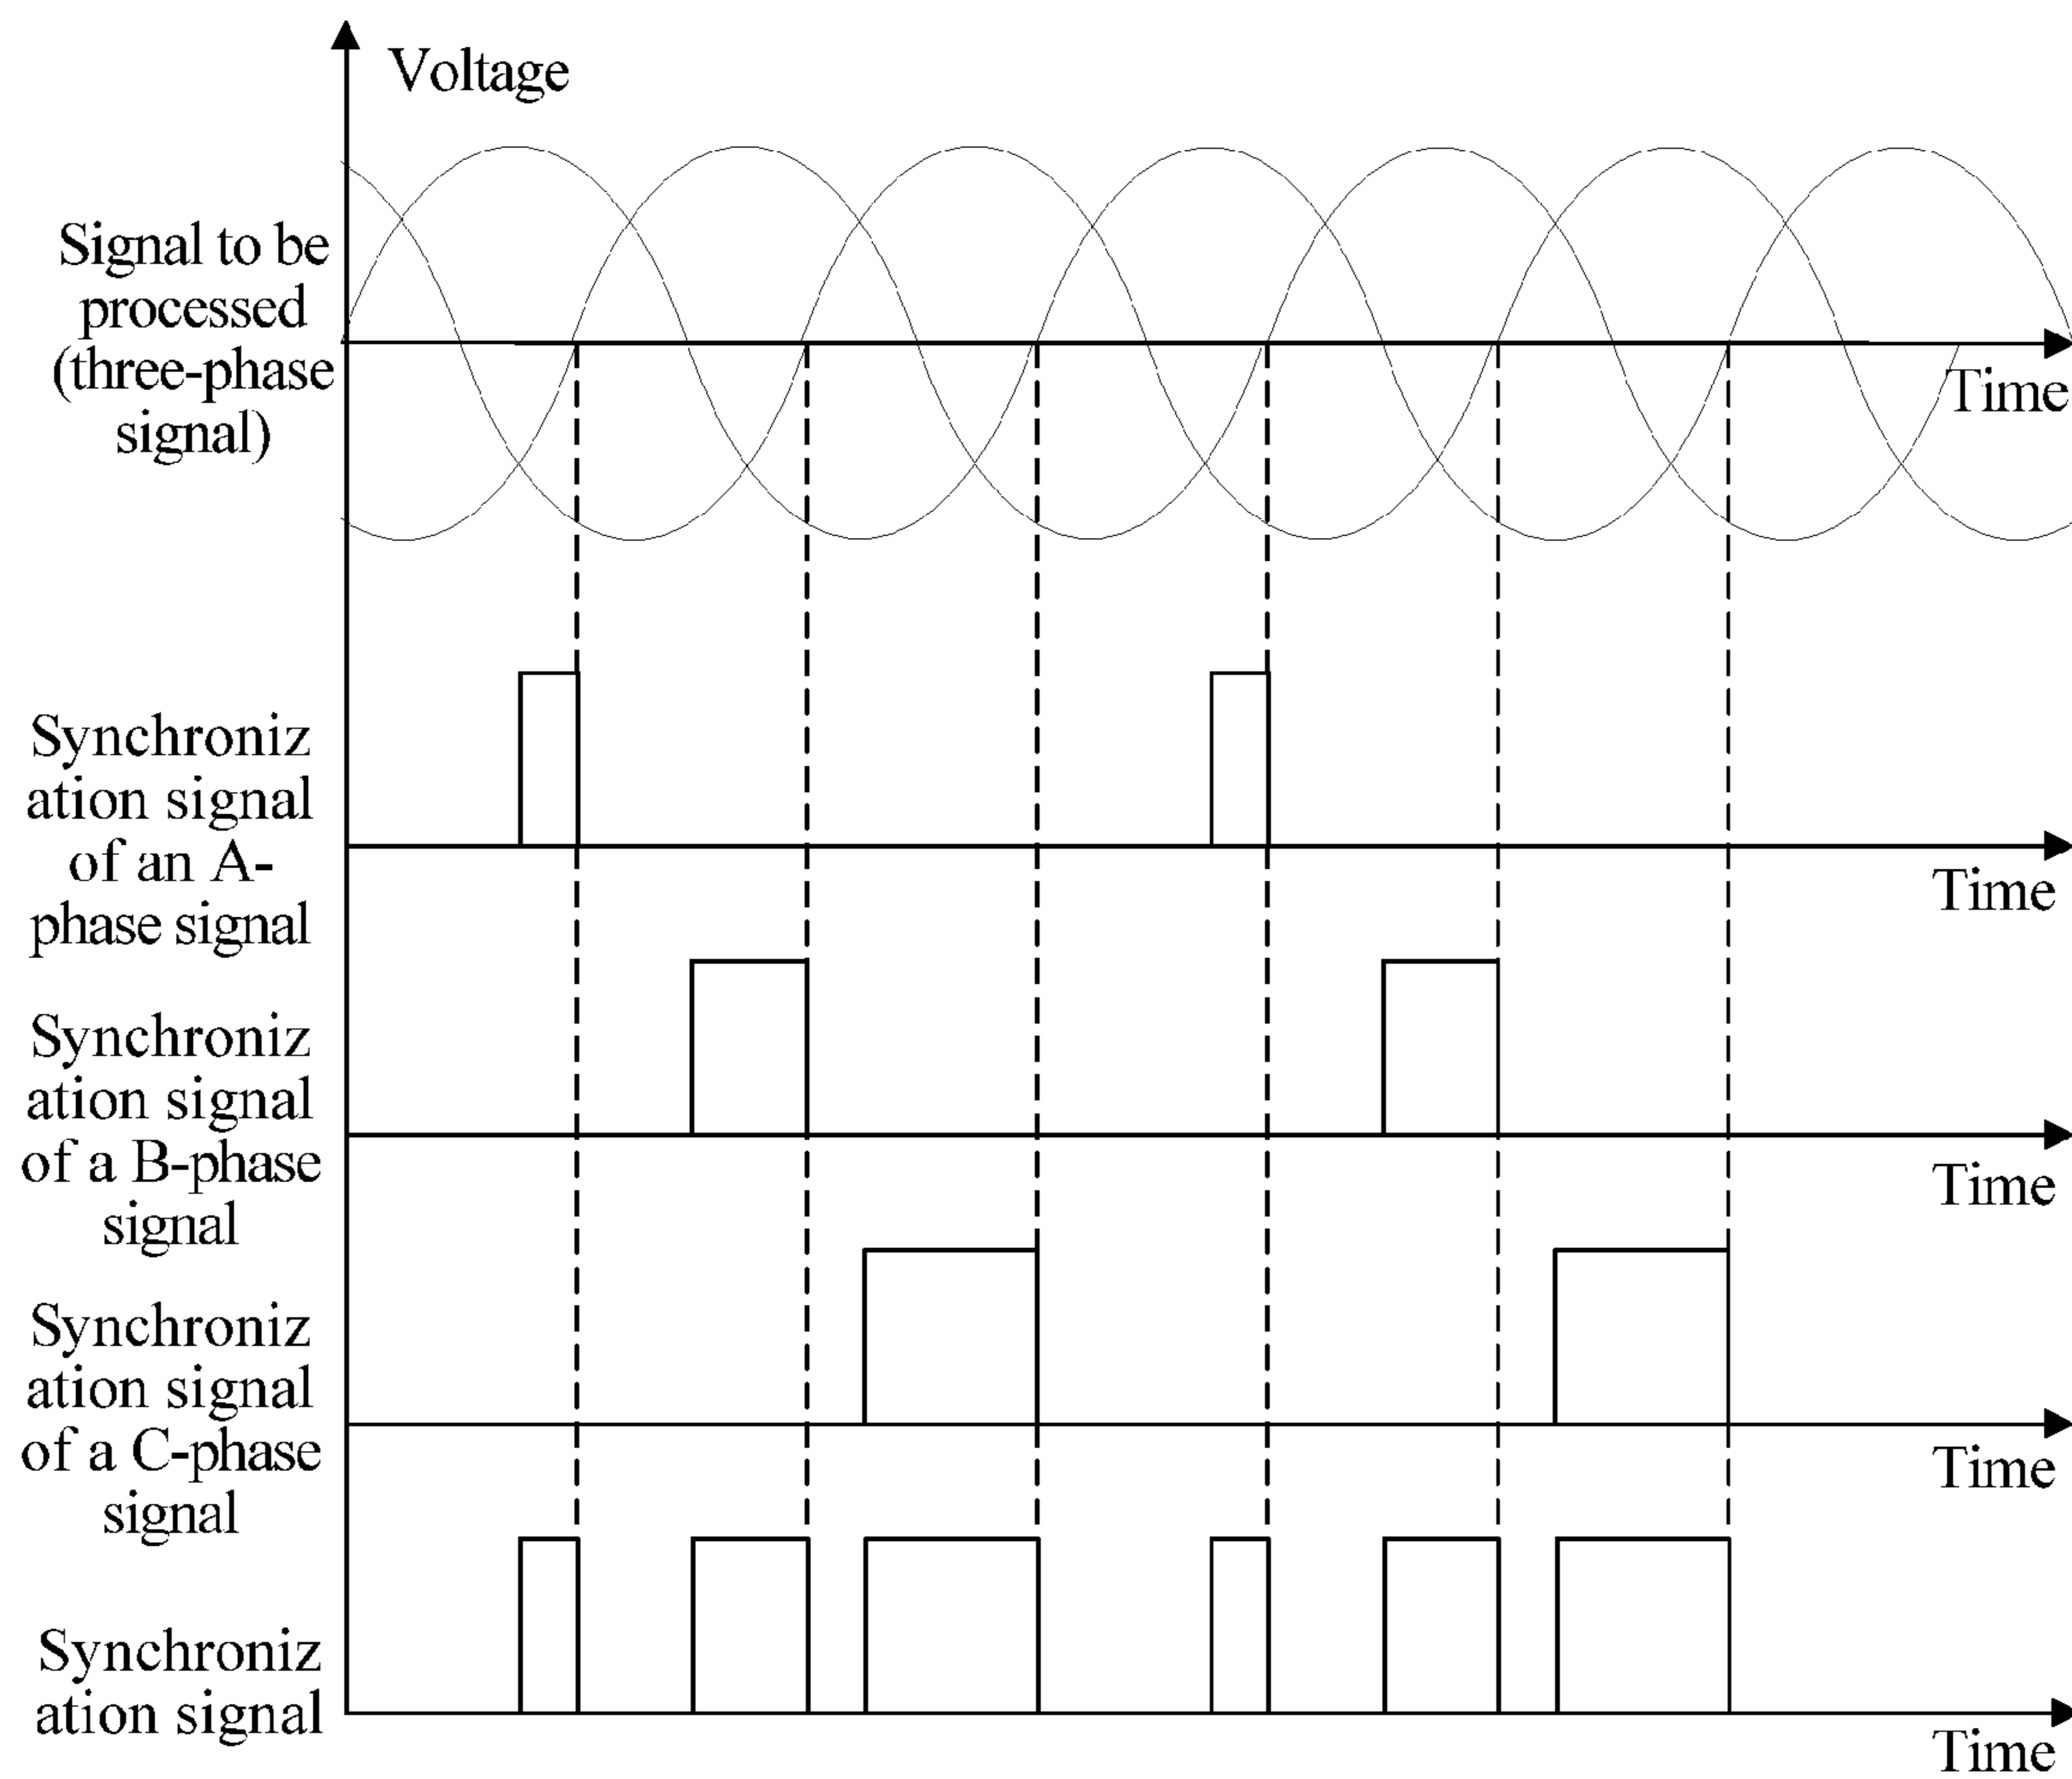 Voltage
Signal to be
processed
(three-phase
signal)
Time
Synchroniz
ation signal
of an A-
phase signal
Time
Synchroniz
ation signal
of a B-phase
signal
Time
Synchroniz
ation signal
of a C-phase
signal
Time
Synchroniz
ation signal
Time